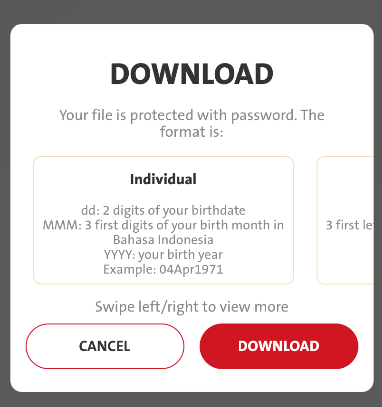 DOWNLOAD
Your file is protected with password. The
format is:
Individual
dd: 2 digits of your birthdate
MMM: 3 first digits of your birth month in
Bahasa Indonesia
YYYY: your birth year
Example: 04Apr1971
3 first
Swipe left/right to view more
CANCEL
DOWNLOAD